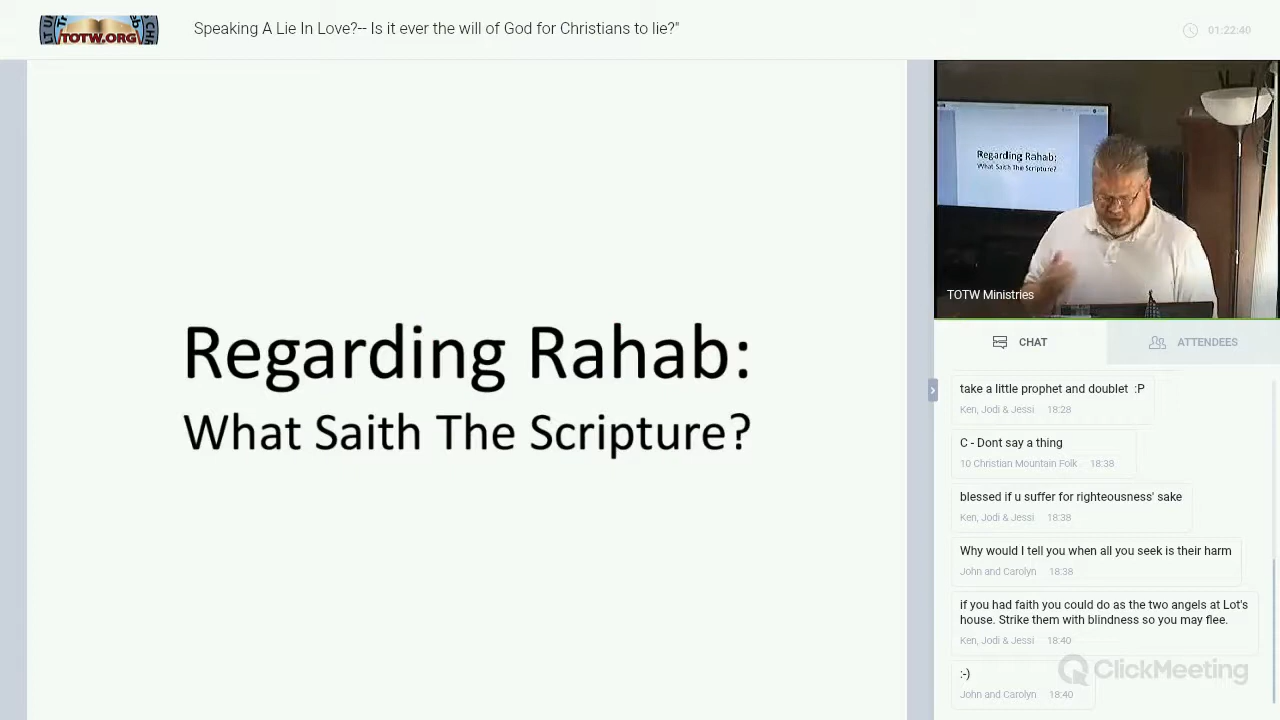 TOTW.ORG
Speaking A Lie In Love?-- Is it ever the will of God for Christians to lie?"
01:22:40
Regarding Rahab:
What Saith The Scripture?
Regarding Rahab:
What Saith The Scripture?
TOTW Ministries
CHAT
ATTENDEES
take a little prophet and doublet :P
Ken, Jodi & Jessi 18:28
C - Dont say a thing
10 Christian Mountain Folk 18:38
blessed if u suffer for righteousness' sake
Ken, Jodi & Jessi 18:38
Why would I tell you when all you seek is their harm
John and Carolyn 18:38
if you had faith you could do as the two angels at Lot's
house. Strike them with blindness so you may flee.
Ken, Jodi & Jessi 18:40
:-)
John and Carolyn 18:40
ClickMeeting